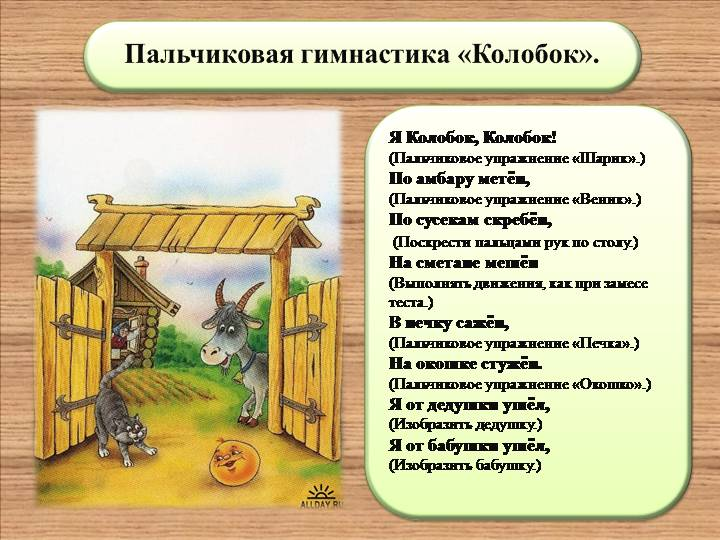 Пальчиковая гимнастика «Колобок».
Я Колобок, Колобок!
(Пальчиковое упражнение «Шарик».)
По амбару метён,
(Пальчиковое упражнение «Веник».)
По сусекам скребён,
(Поскрести пальцами рук по столу.)
На сметане мешён
(Выполнять движения, как при замесе
теста.)
В печку сажён,
(Пальчиковое упражнение «Печка».)
На окошке стужён.
(Пальчиковое упражнение «Окошко».)
Я от дедушки ушёл,
(Изобразить дедушку.)
Я от бабушки ушёл,
(Изобразить бабушку.)
ALLDAY.RU